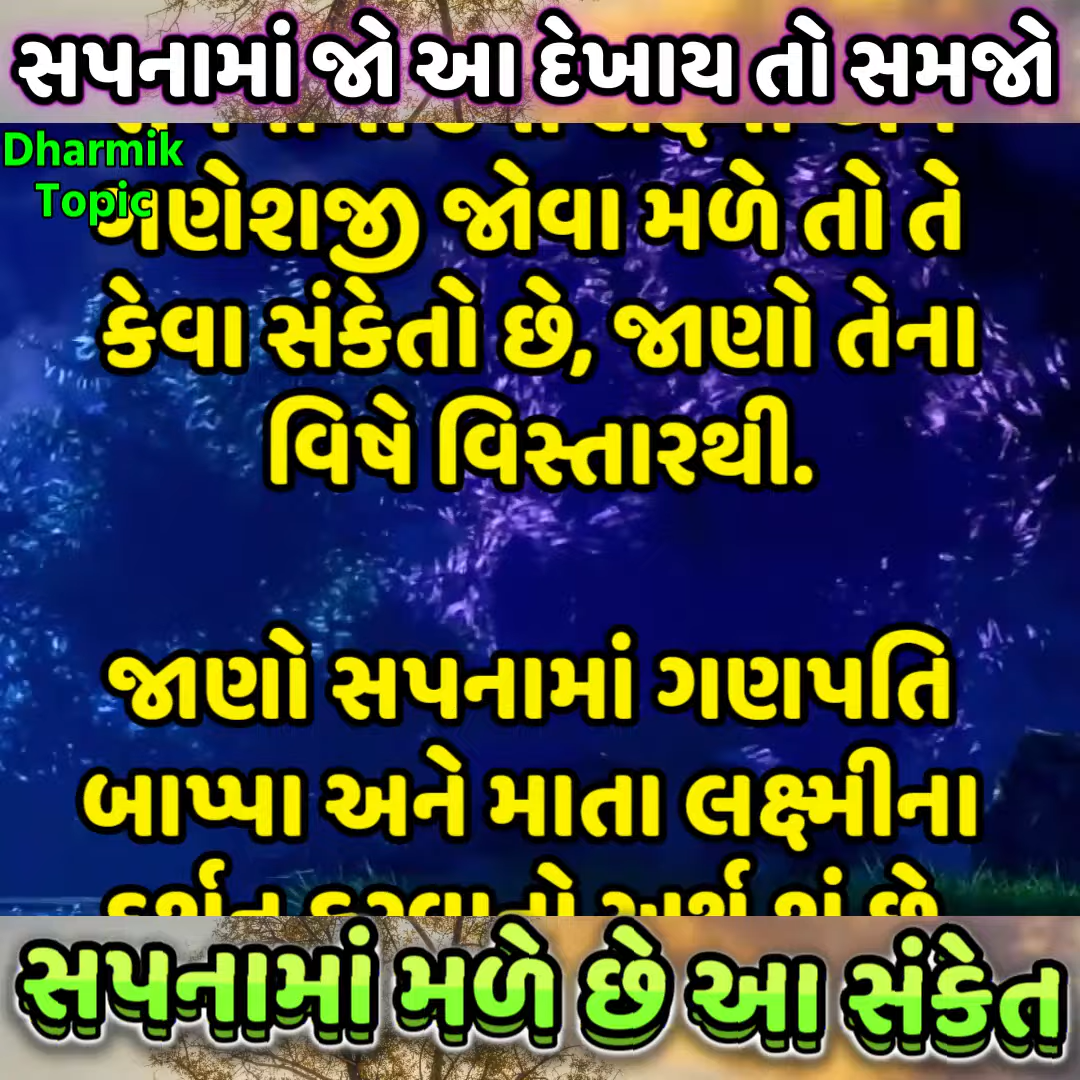 સપનામાં જો આ દેખાય તો સમજો
Dharmik
Topic
ગણેશજી જોવા મળે તો તે
કેવા સંકેતો છે, જાણો તેના
વિષે વિસ્તારથી.
જાણો સપનામાં ગણપતિ
બાપ્પા અને માતા લક્ષ્મીના
સપનામાં મળે છે આ સંકેત